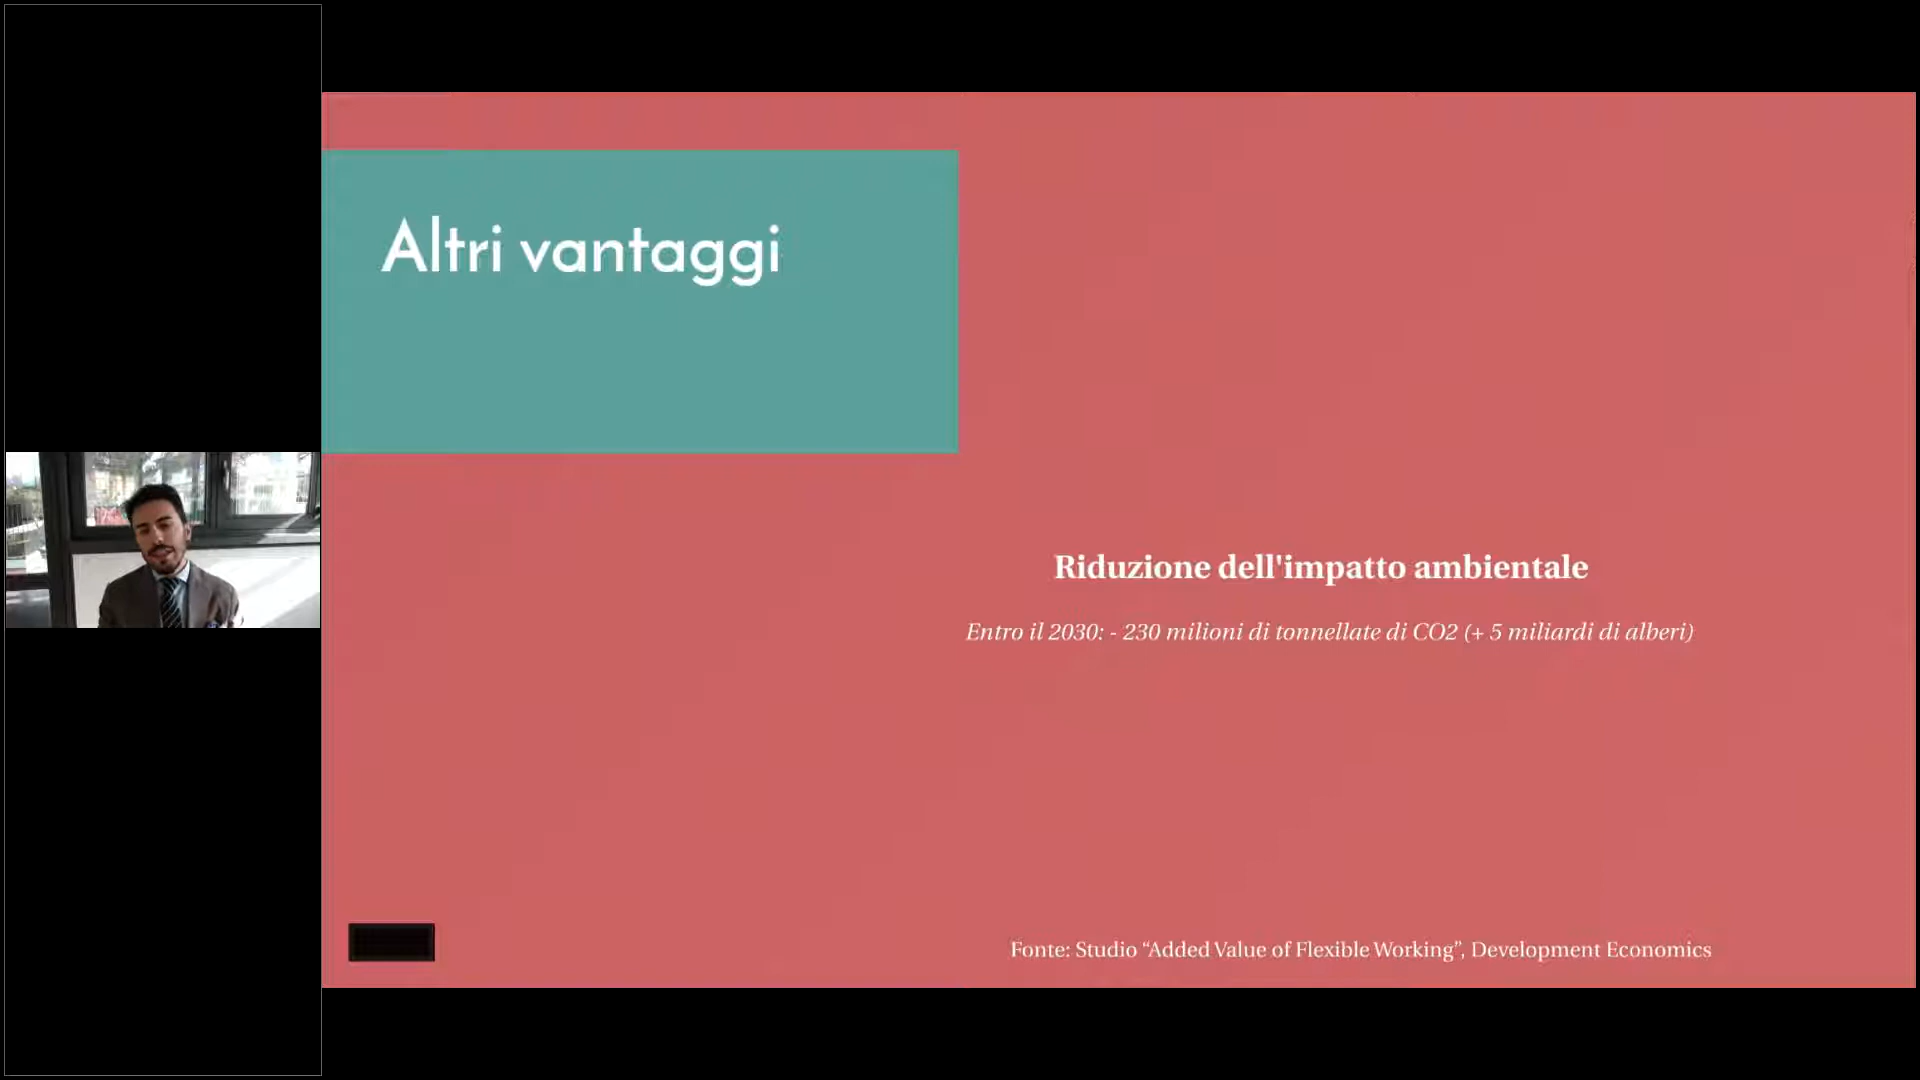 Altri vantaggi
Riduzione dell'impatto ambientale
Entro il 2030: - 230 milioni di tonnellate di CO2 (+ 5 miliardi di alberi)
Fonte: Studio “Added Value of Flexible Working”, Development Economics